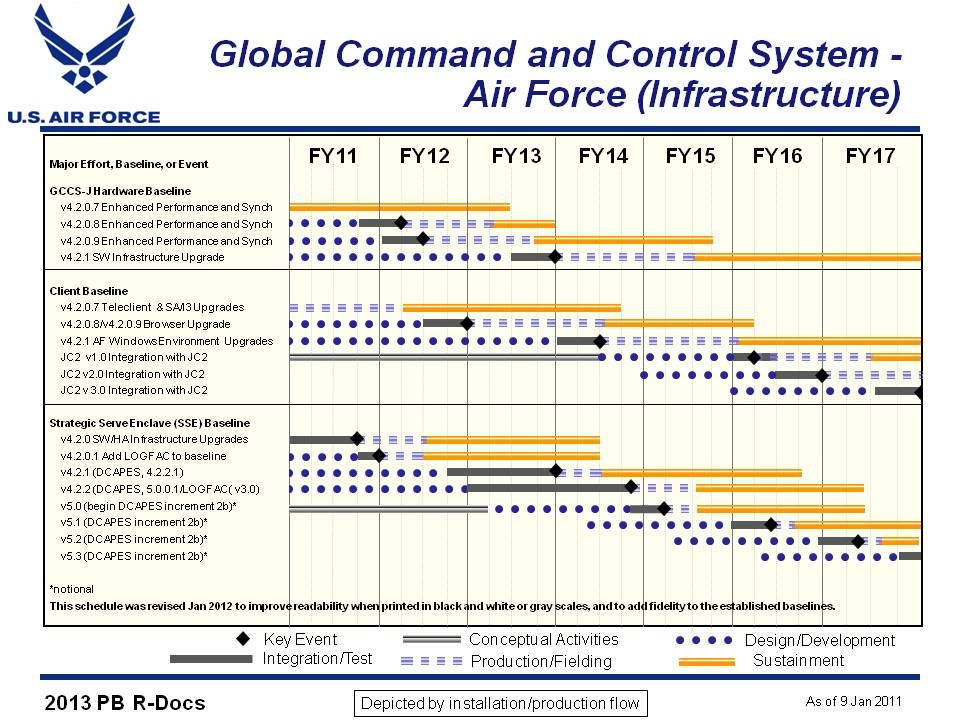 Global Command and Control System -
Air Force (Infrastructure)
U.S. AIR FORCE
Major Effort, Baseline, or Event
FY11 FY12 FY13 FY14 FY15 FY16 FY17
GCCS-J Hardware Baseline
v4.2.0.7 Enhanced Performance and Synch
v4.2.0.8 Enhanced Performance and Synch
v4.2.0.9 Enhanced Performance and Synch
v4.2.1 SW Infrastructure Upgrade
Client Baseline
v4.2.0.7 Teleclient & SA/I3 Upgrades
v4.2.0.8/v4.2.0.9 Browser Upgrade
v4.2.1 AF Windows Environment Upgrades
JC2 v1.0 Integration with JC2
JC2 v2.0 Integration with JC2
JC2 v 3.0 Integration with JC2
Strategic Serve Enclave (SSE) Baseline
v4.2.0 SW/HA Infrastructure Upgrades
v4.2.0.1 Add LOGFAC to baseline
v4.2.1 (DCAPES, 4.2.2.1)
v4.2.2 (DCAPES, 5.0.0.1/LOGFAC( v3.0)
v5.0 (begin DCAPES increment 2b)*
v5.1 (DCAPES increment 2b)*
v5.2 (DCAPES increment 2b)*
v5.3 (DCAPES increment 2b)*
*notional
This schedule was revised Jan 2012 to improve readability when printed in black and white or gray scales, and to add fidelity to the established baselines.
Key Event Conceptual Activities Design/Development
Integration/Test Production/Fielding Sustainment
2013 PB R-Docs Depicted by installation/production flow As of 9 Jan 2011